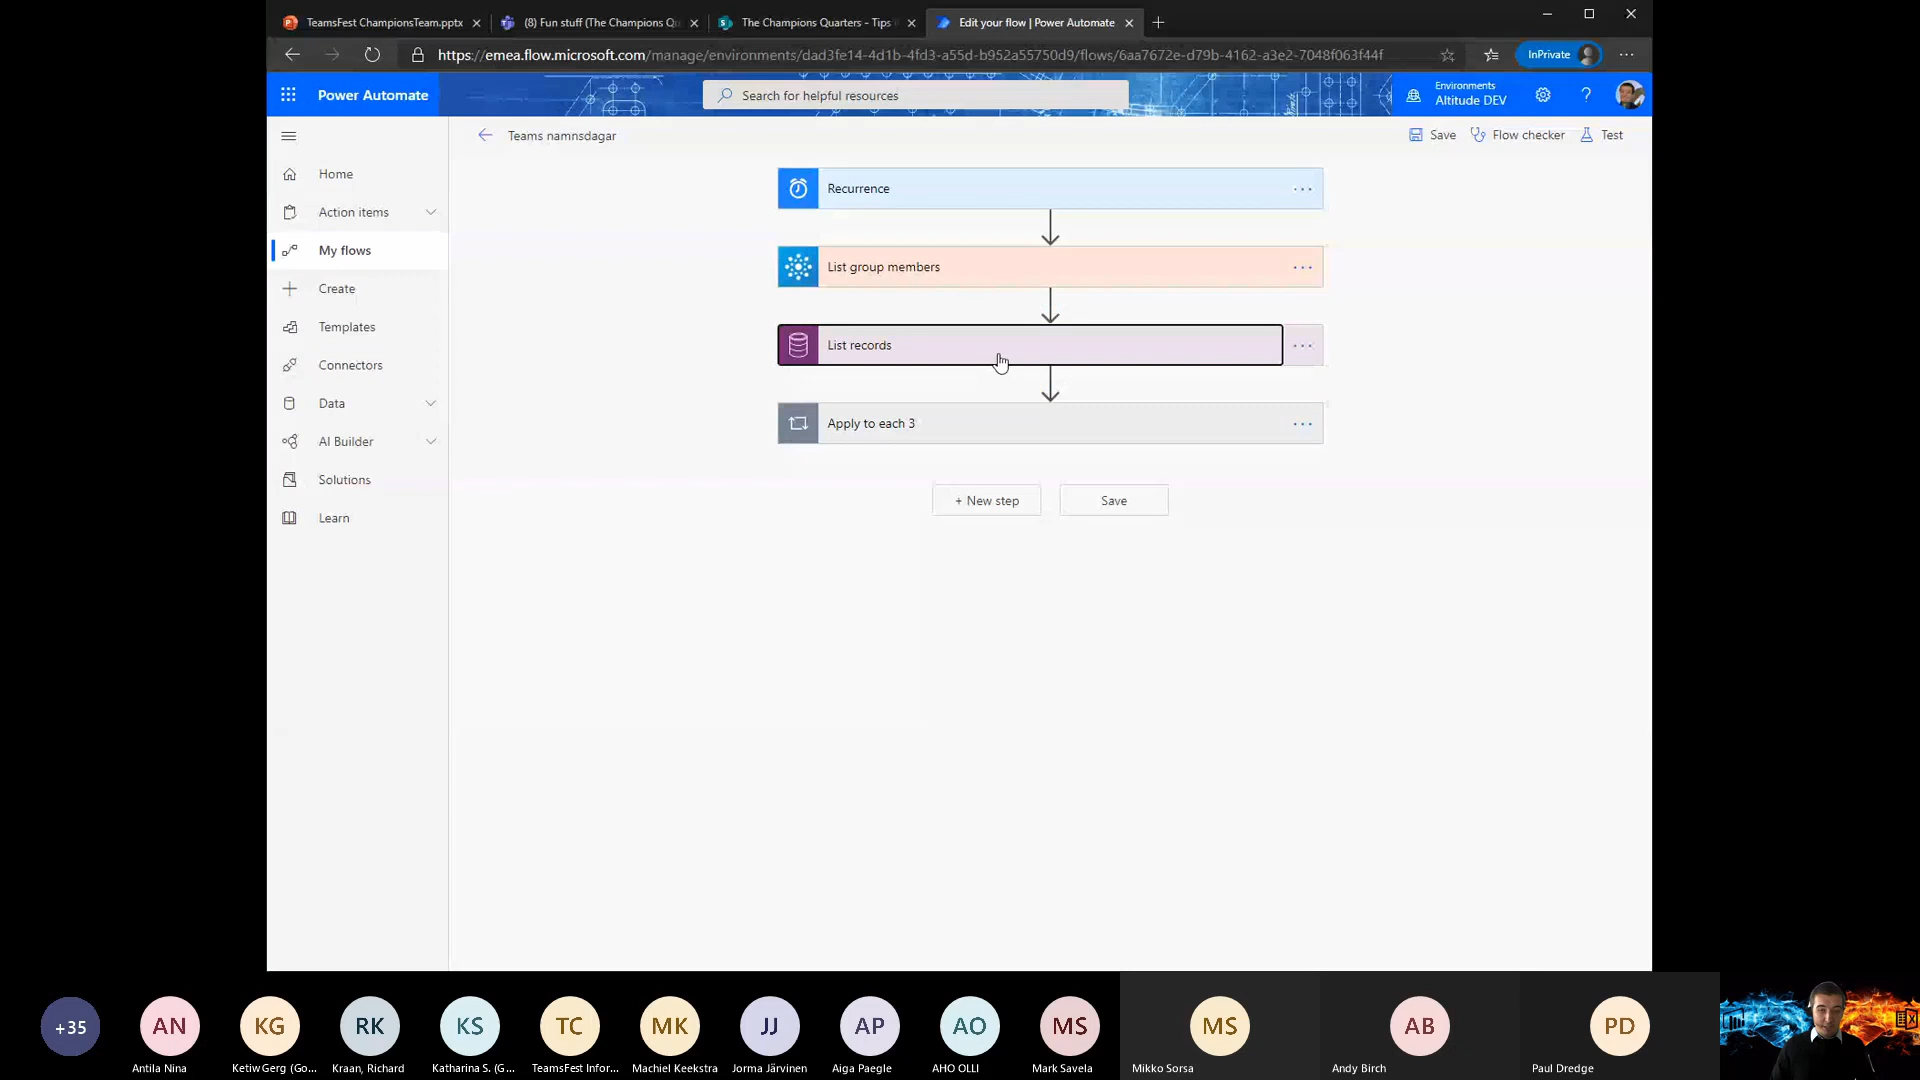 TeamsFest ChampionsTeam.pptx
(8) Fun stuff (The Champions Qu
The Champions Quarters - Tips
Edit your flow | Power Automate
https://emea.flow.microsoft.com/manage/environments/dad3fe14-4d1b-4fd3-a55d-b952a55750d9/flows/6aa7672e-d79b-4162-a3e2-7048f063f44f
InPrivate
Power Automate
Search for helpful resources
Environments
Altitude DEV
Teams namnsdagar
Save
Flow checker
Test
Home
Action items
My flows
Create
Templates
Connectors
Data
AI Builder
Solutions
Learn
Recurrence
List group members
List records
Apply to each 3
+ New step
Save
+35
AN
KG
RK
KS
TC
MK
JJ
AP
AO
MS
MS
AB
PD
Antila Nina
Ketiw Gerg (Go...
Kraan, Richard
Katharina S. (G...
TeamsFest Infor...
Machiel Keekstra
Jorma Järvinen
Aiga Paegle
AHO OLLI
Mark Savela
Mikko Sorsa
Andy Birch
Paul Dredge